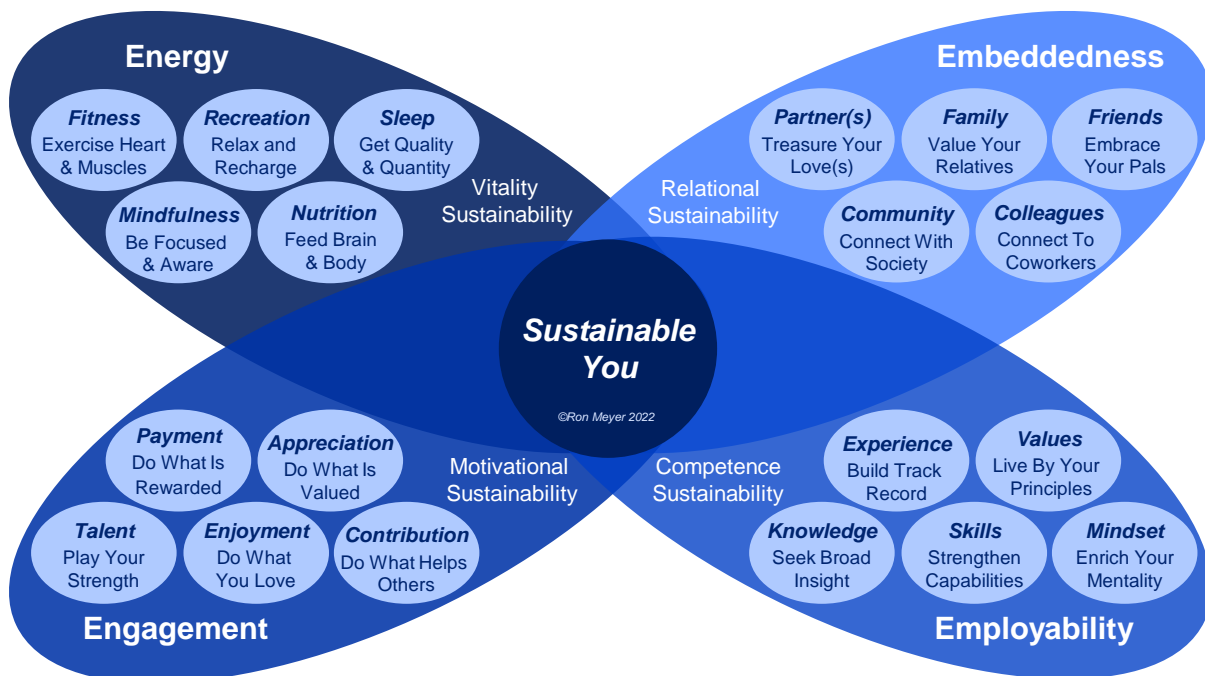 Energy
Fitness
Exercise Heart
& Muscles
Recreation
Relax and
Recharge
Sleep
Get Quality
& Quantity
Mindfulness
Be Focused
& Aware
Nutrition
Feed Brain
& Body
Vitality
Sustainability
Embeddedness
Partner(s)
Treasure Your
Love(s)
Family
Value Your
Relatives
Friends
Embrace
Your Pals
Community
Connect With
Society
Colleagues
Connect To
Coworkers
Relational
Sustainability
Sustainable
You
©Ron Meyer 2022
Payment
Do What Is
Rewarded
Appreciation
Do What Is
Valued
Talent
Play Your
Strength
Enjoyment
Do What
You Love
Contribution
Do What Helps
Others
Motivational
Sustainability
Engagement
Competence
Sustainability
Experience
Build Track
Record
Values
Live By Your
Principles
Knowledge
Seek Broad
Insight
Skills
Strengthen
Capabilities
Mindset
Enrich Your
Mentality
Employability